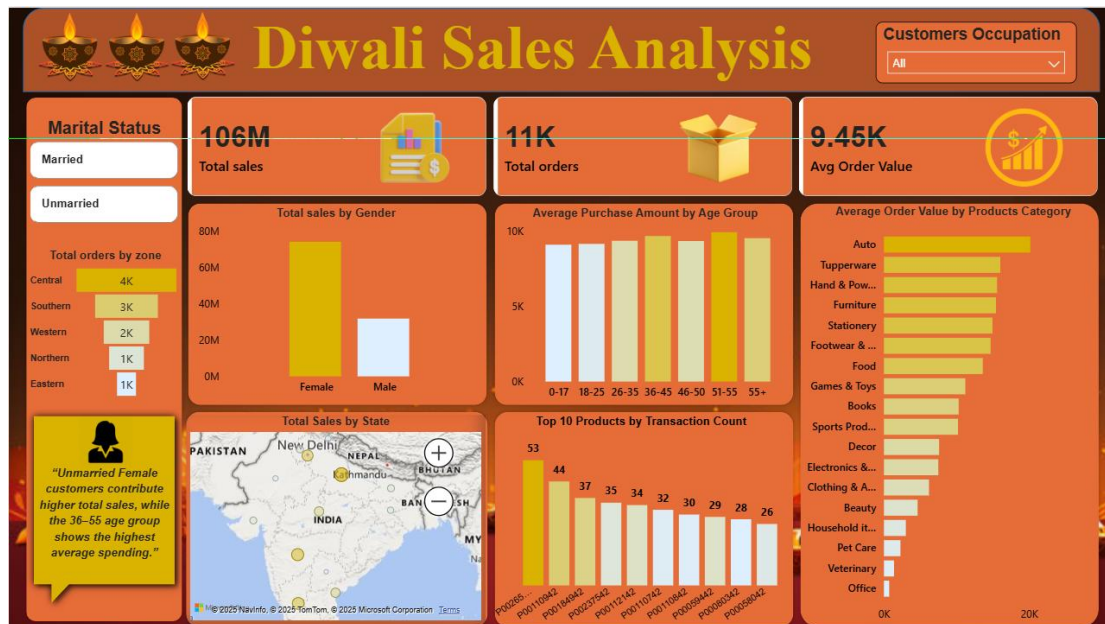 Diwali Sales Analysis
Customers Occupation
All
Marital Status
Married
Unmarried
106M
Total sales
11K
Total orders
9.45K
Avg Order Value
Total orders by zone
Central 4K
Southern 3K
Western 2K
Northern 1K
Eastern 1K
Total sales by Gender
80M
60M
40M
20M
0M
Female Male
Average Purchase Amount by Age Group
10K
5K
0K
0-17 18-25 26-35 36-45 46-50 51-55 55+
Average Order Value by Products Category
Auto
Tupperware
Hand & Pow...
Furniture
Stationery
Footwear & ...
Food
Games & Toys
Books
Sports Prod...
Decor
Electronics &...
Clothing & A...
Beauty
Household it...
Pet Care
Veterinary
Office
0K 20K
“Unmarried Female
customers contribute
higher total sales, while
the 36–55 age group
shows the highest
average spending.”
Total Sales by State
PAKISTAN
New Delhi
NEPAL
Kathmandu
BHUTAN
INDIA
© 2025 NavInfo, © 2025 TomTom, © 2025 Microsoft Corporation Terms
Top 10 Products by Transaction Count
53 44 37 35 34 32 30 29 28 26
P00265... P00110942 P00184942 P00237542 P00112142 P00110742 P00110842 P00059442 P00080342 P00058042